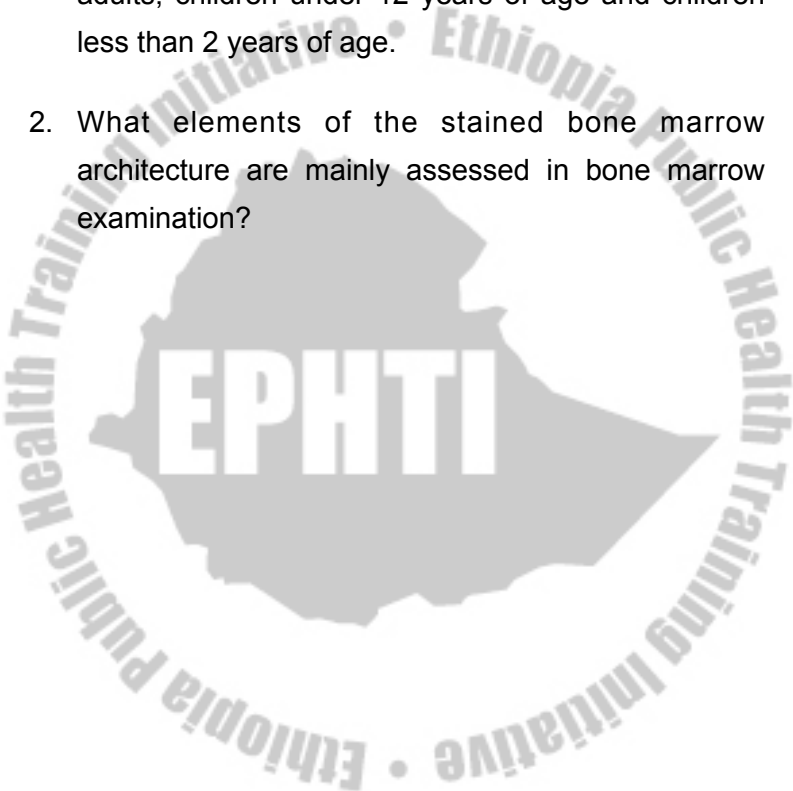 adults, children under 12 years of age and children
less than 2 years of age.
2. What elements of the stained bone marrow
architecture are mainly assessed in bone marrow
examination?
EPHTI
Ethiopia Public Health Training Initiative • Ethiopia Public Health Training Initiative •